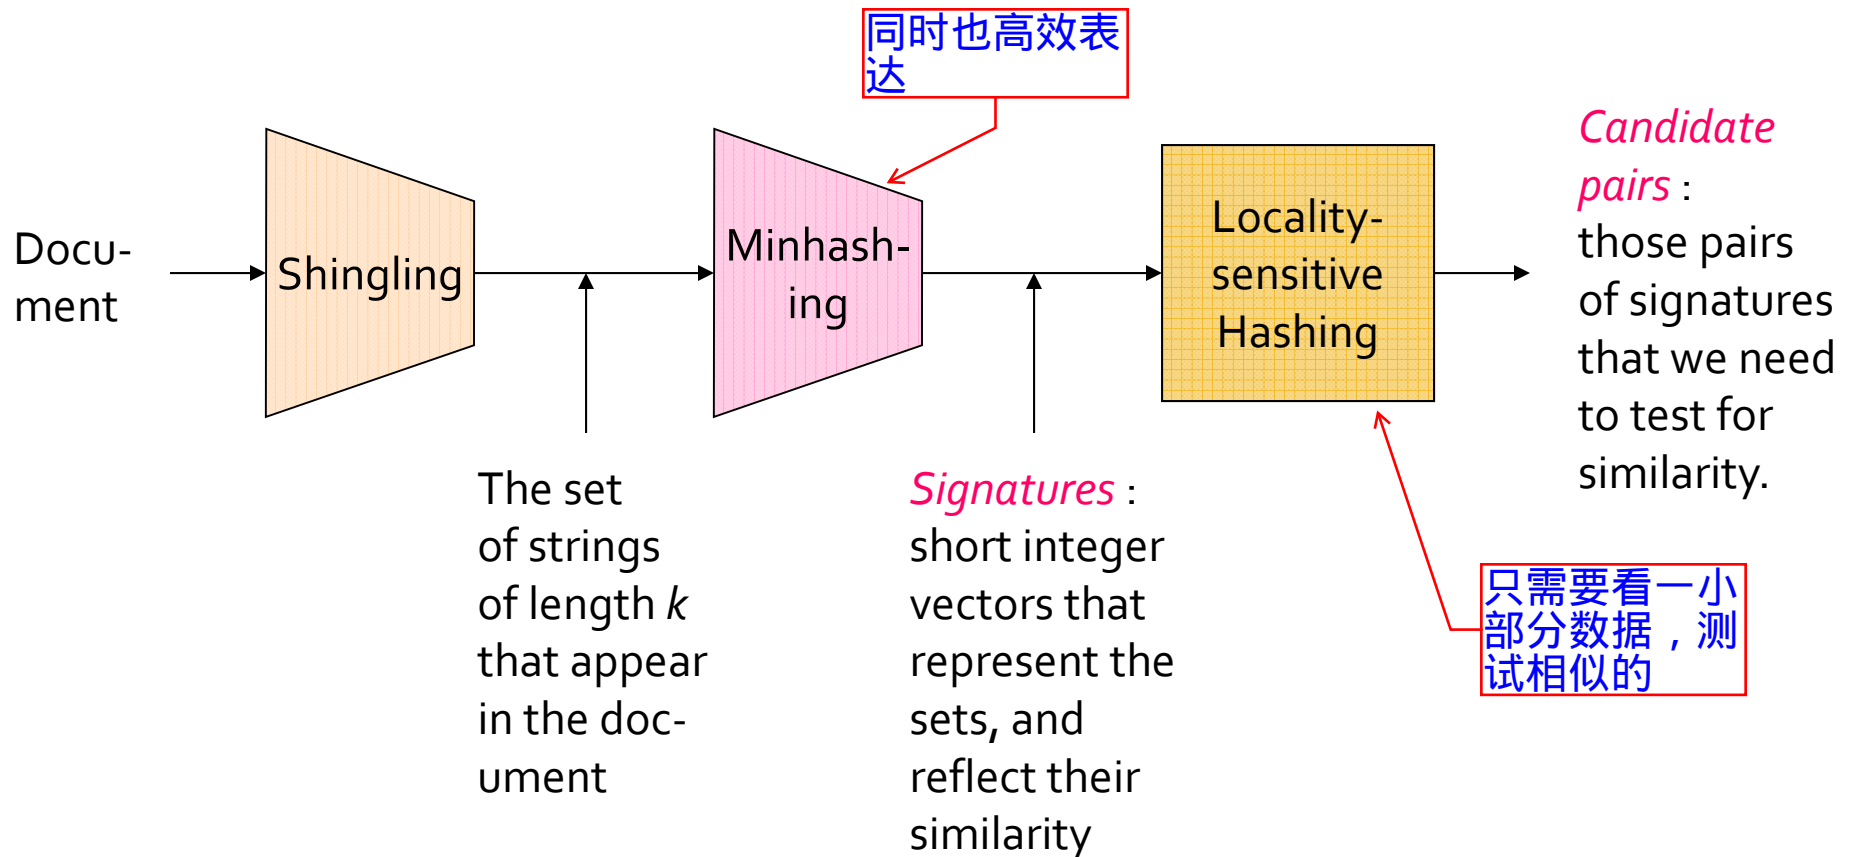 同时也高效表
达
Docu-
ment
Shingling
Minhash-
ing
Locality-
sensitive
Hashing
Candidate
pairs :
those pairs
of signatures
that we need
to test for
similarity.
The set
of strings
of length k
that appear
in the doc-
ument
Signatures :
short integer
vectors that
represent the
sets, and
reflect their
similarity
只需要看一小
部分数据，测
试相似的